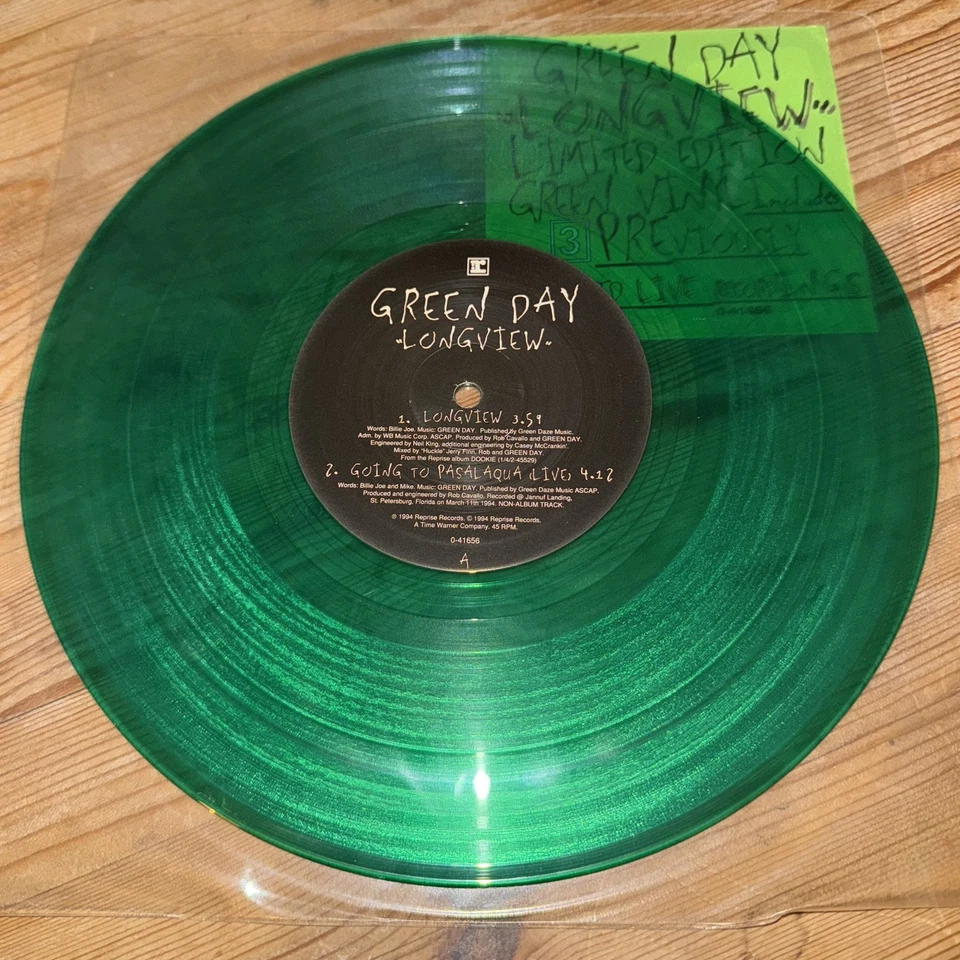 GREEN DAY
"LONGVIEW"
LIMITED EDITION
GREEN VINYL Includes
3 PREVIOUSLY
LIVE RECORDINGS
0-41656
r
GREEN DAY
"LONGVIEW"
1. LONGVIEW 3.59
Words: Billie Joe. Music: GREEN DAY. Published by Green Daze Music.
Adm. by WB Music Corp. ASCAP. Produced by Rob Cavallo and GREEN DAY.
Engineered by Neil King, additional engineering by Casey McCrankin.
Mixed by "Huckle" Jerry Finn, Rob and GREEN DAY.
From the Reprise album DOOKIE (1/4/2-45529)
2. GOING TO PASALAQUA (LIVE) 4.12
Words: Billie Joe and Mike. Music: GREEN DAY. Published by Green Daze Music ASCAP.
Produced and engineered by Rob Cavallo. Recorded @ Jannuf Landing,
St. Petersburg, Florida on March 11th 1994. NON-ALBUM TRACK.
℗ 1994 Reprise Records. © 1994 Reprise Records.
A Time Warner Company. 45 RPM.
0-41656
A